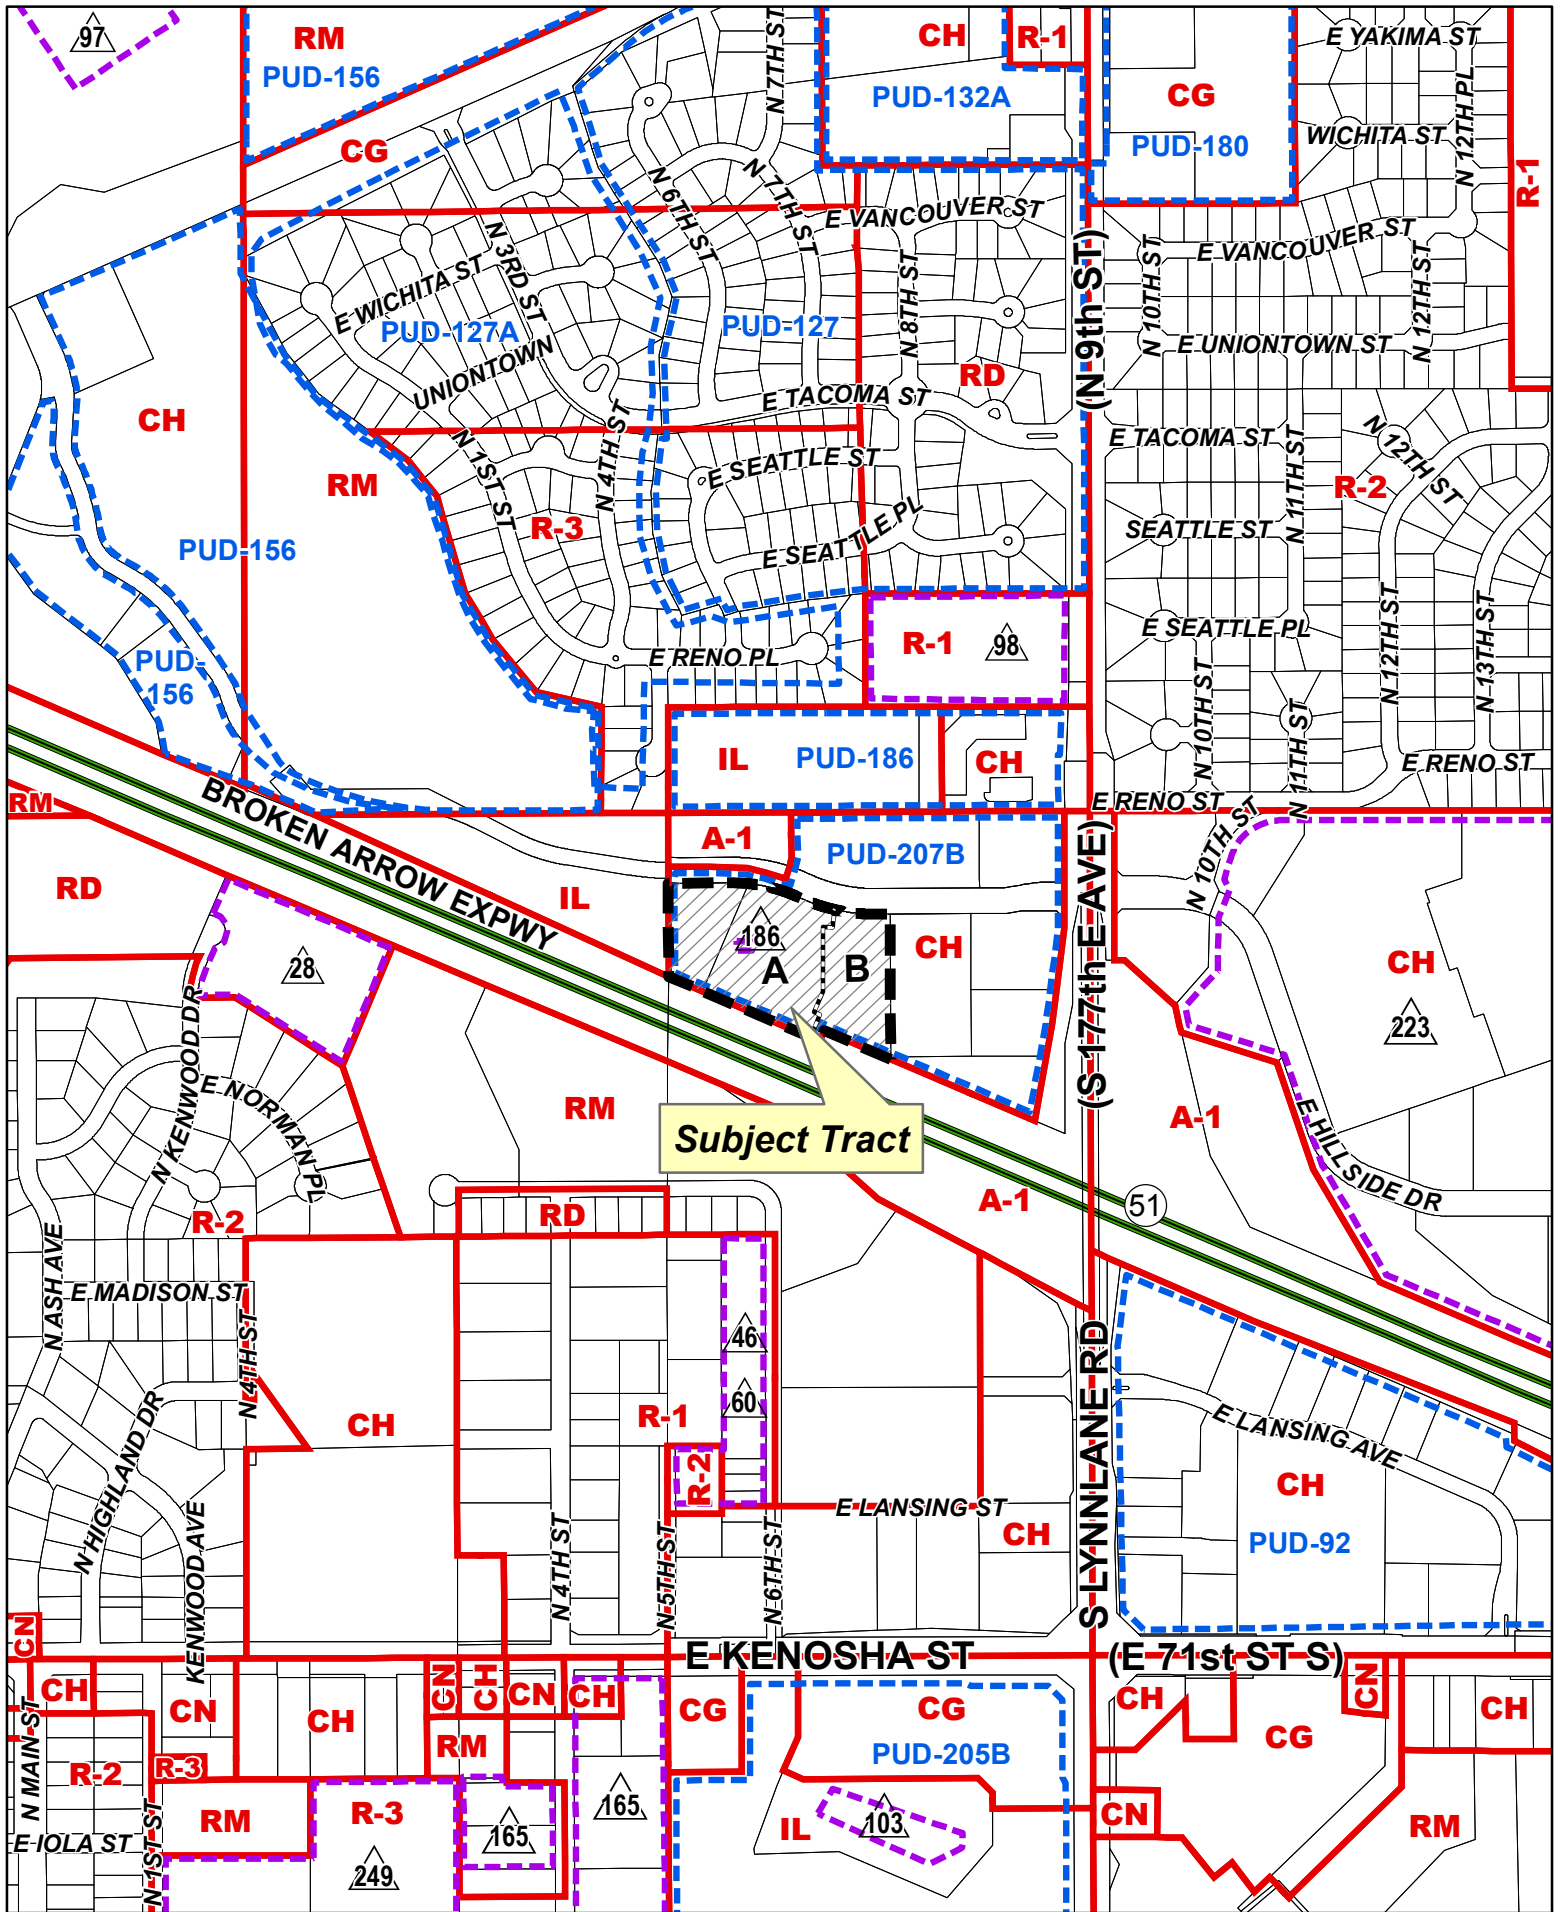 97
RM
PUD-156
CG
N 7TH ST
CH
R-1
PUD-132A
CG
PUD-180
E YAKIMA ST
WICHITA ST
N 12TH PL
R-1
N 6TH ST
N 7TH ST
E VANCOUVER ST
E VANCOUVER ST
N 3RD ST
E WICHITA ST
PUD-127A
UNIONTOWN
PUD-127
N 8TH ST
RD
(N 9th ST)
N 10TH ST
E UNIONTOWN ST
N 12TH ST
CH
E TACOMA ST
E TACOMA ST
N 11TH ST
N 12TH ST
R-2
RM
N 1ST ST
N 4TH ST
R-3
E SEATTLE ST
E SEATTLE PL
SEATTLE ST
PUD-156
PUD-
156
E RENO PL
R-1
98
E SEATTLE PL
N 10TH ST
N 11TH ST
N 12TH ST
N 13TH ST
IL
PUD-186
CH
E RENO ST
E RENO ST
RM
BROKEN ARROW EXPWY
A-1
PUD-207B
N 10TH ST
RD
IL
186
A
B
CH
(S 177th E AVE)
CH
223
28
N KENWOOD DR
E NORMAN PL
RM
Subject Tract
A-1
E HILLSIDE DR
A-1
51
R-2
RD
N ASH AVE
E MADISON ST
N 4TH ST
46
60
R-1
CH
R-2
N HIGHLAND DR
KENWOOD AVE
N 4TH ST
N 5TH ST
N 6TH ST
E LANSING ST
CH
S LYNNLANE RD
E LANSING AVE
CH
PUD-92
CN
E KENOSHA ST
(E 71st ST S)
CH
CN
CH
CN
CH
CN
CH
CG
CG
CH
CN
CH
CG
N MAIN ST
R-2
R-3
RM
PUD-205B
RM
R-3
165
165
IL
103
CN
RM
E IOLA ST
N 1ST ST
249